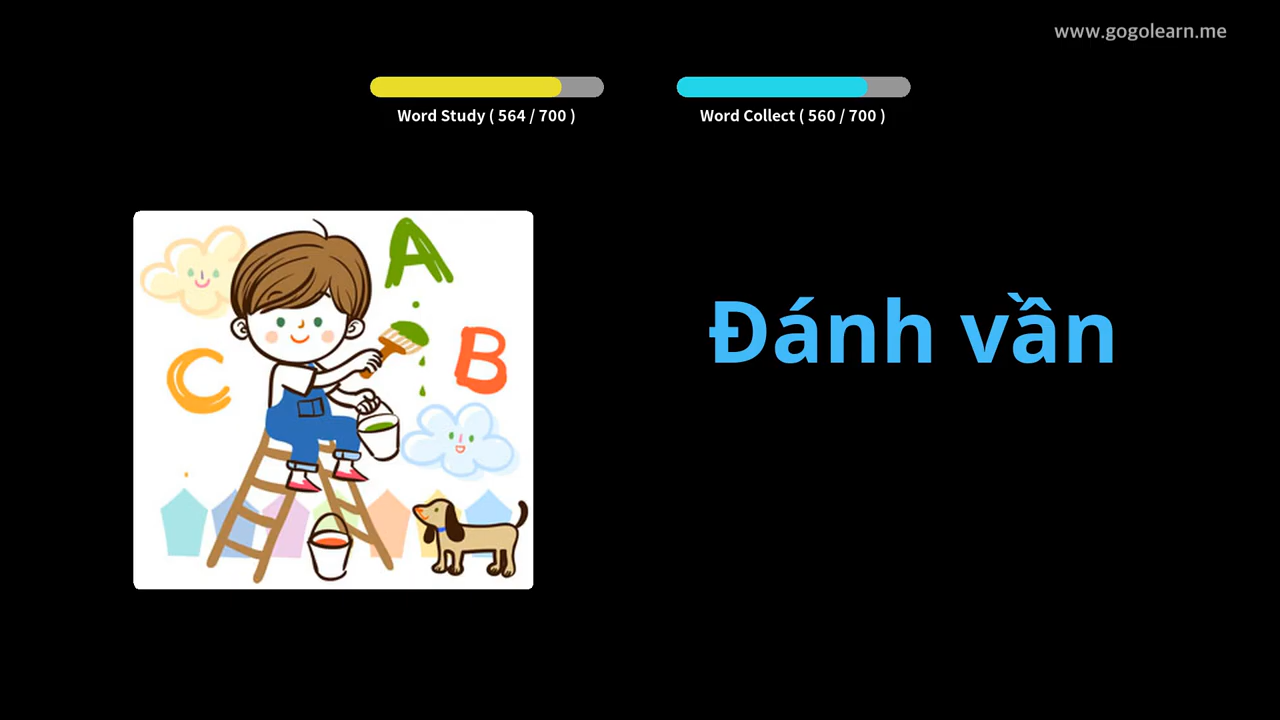 www.gogolearn.me
Word Study ( 564 / 700 )
Word Collect ( 560 / 700 )
A
B
C
Đánh vần